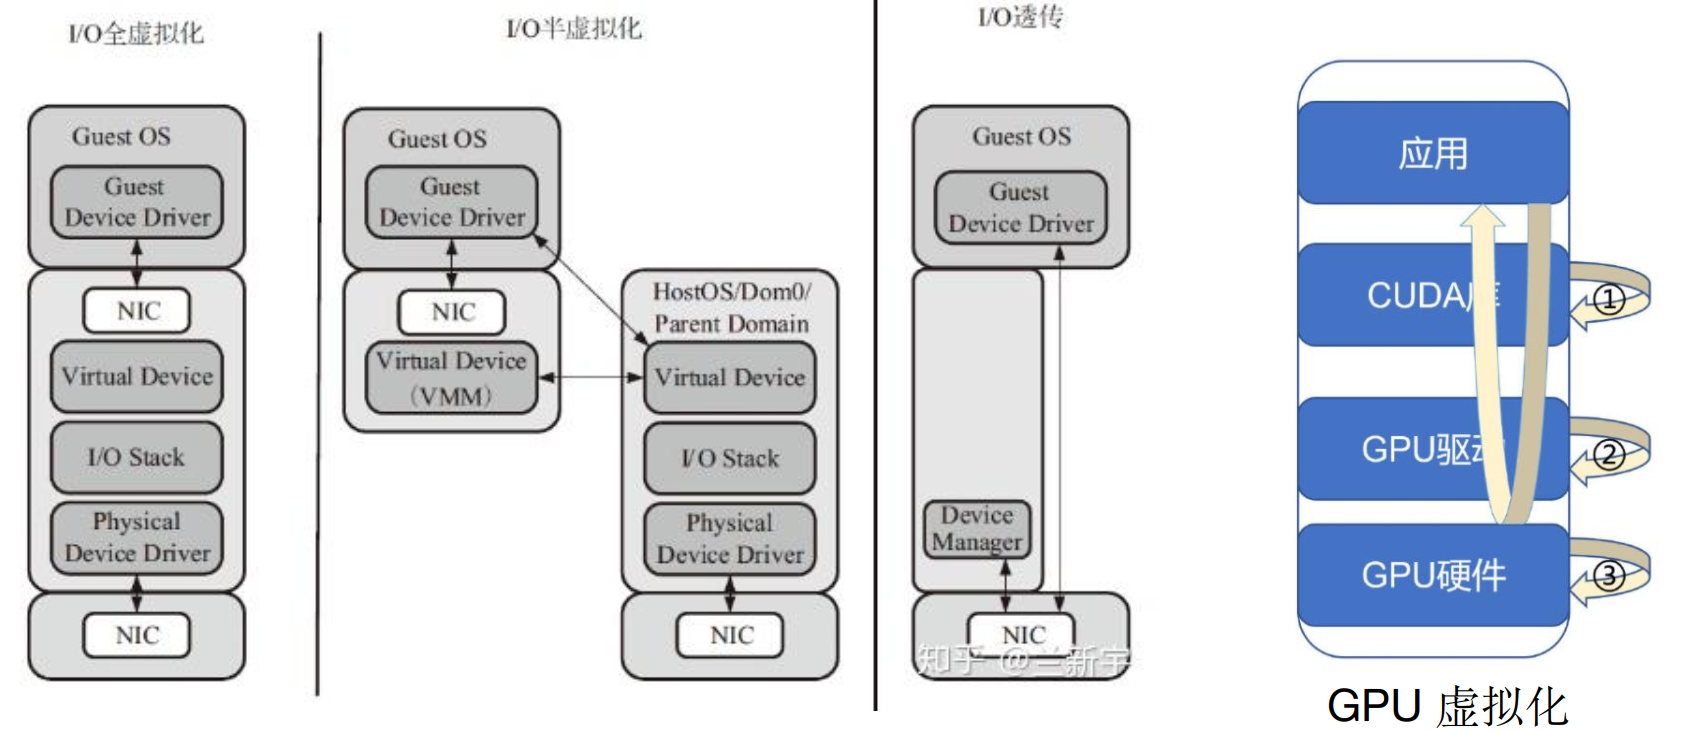 I/O全虚拟化
Guest OS
Guest
Device Driver
NIC
Virtual Device
I/O Stack
Physical
Device Driver
NIC
I/O半虚拟化
Guest OS
Guest
Device Driver
NIC
Virtual Device
(VMM)
HostOS/Dom0/
Parent Domain
Virtual Device
I/O Stack
Physical
Device Driver
NIC
I/O透传
Guest OS
Guest
Device Driver
Device
Manager
NIC
知乎 @兰新宇
应用
CUDA库
①
GPU驱动
②
GPU硬件
③
GPU 虚拟化